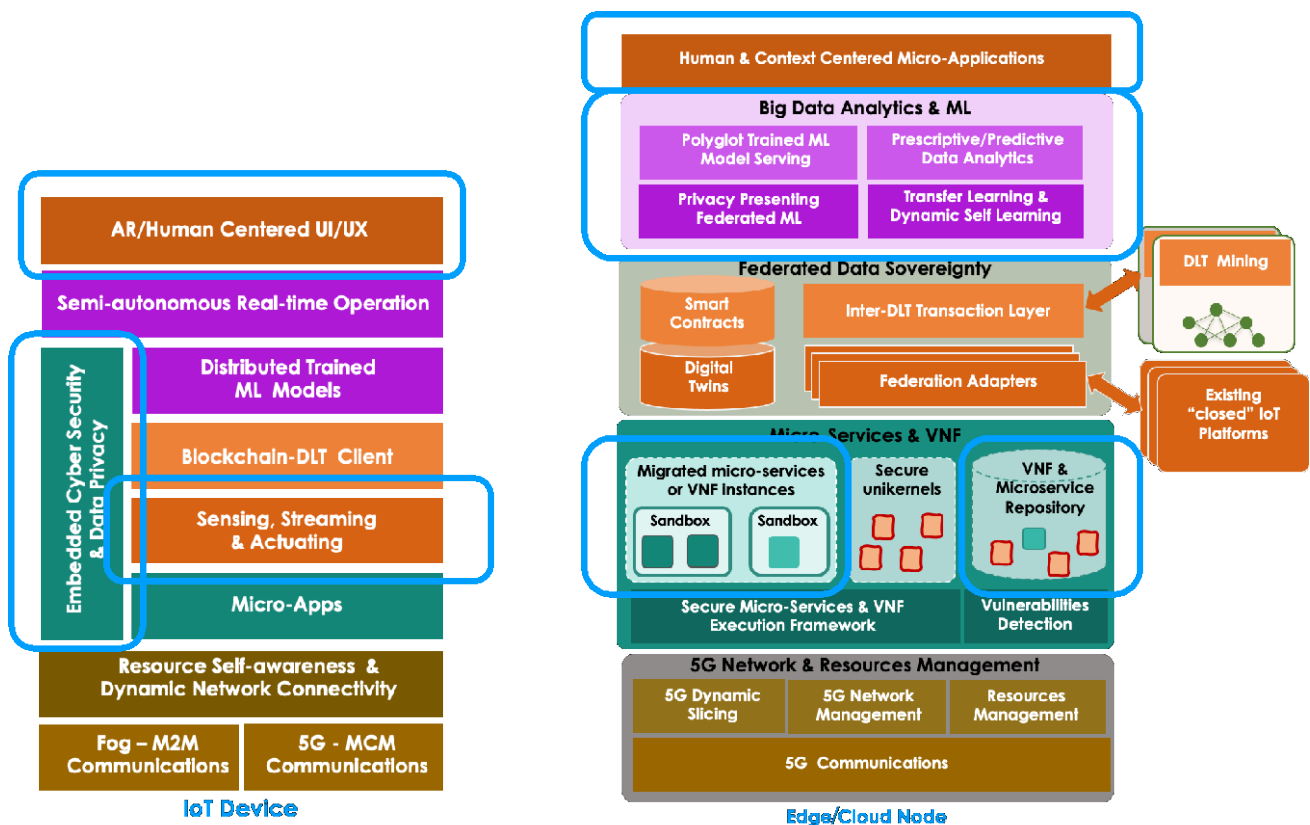 AR/Human Centered UI/UX
Semi-autonomous Real-time Operation
Embedded Cyber Security
& Data Privacy
Distributed Trained
ML Models
Blockchain-DLT Client
Sensing, Streaming
& Actuating
Micro-Apps
Resource Self-awareness &
Dynamic Network Connectivity
Fog – M2M
Communications
5G - MCM
Communications
IoT Device
Human & Context Centered Micro-Applications
Big Data Analytics & ML
Polyglot Trained ML
Model Serving
Prescriptive/Predictive
Data Analytics
Privacy Presenting
Federated ML
Transfer Learning &
Dynamic Self Learning
Federated Data Sovereignty
Smart
Contracts
Inter-DLT Transaction Layer
Digital
Twins
Federation Adapters
DLT Mining
Existing
“closed” IoT
Platforms
Micro-Services & VNF
Migrated micro-services
or VNF instances
Sandbox
Sandbox
Secure
unikernels
VNF &
Microservice
Repository
Secure Micro-Services & VNF
Execution Framework
Vulnerabilities
Detection
5G Network & Resources Management
5G Dynamic
Slicing
5G Network
Management
Resources
Management
5G Communications
Edge/Cloud Node